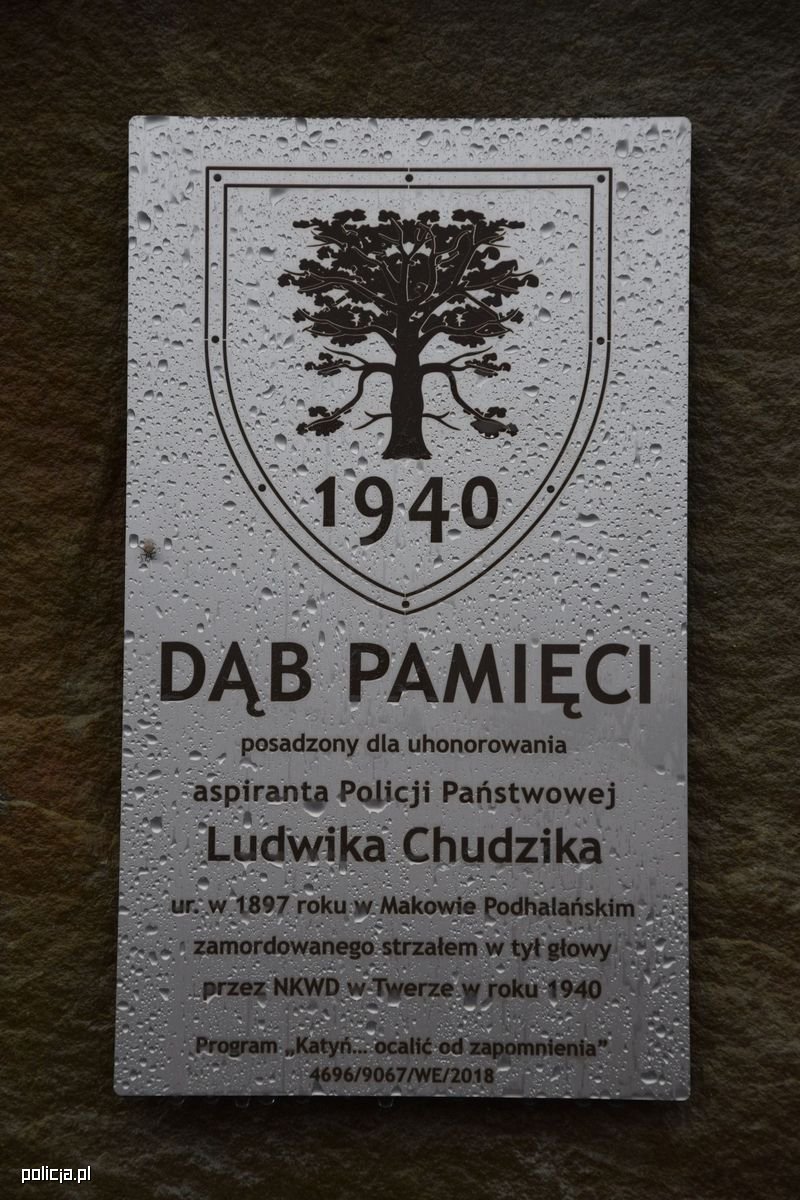 1940
DĄB PAMIĘCI
posadzony dla uhonorowania
aspiranta Policji Państwowej
Ludwika Chudzika
ur. w 1897 roku w Makowie Podhalańskim
zamordowanego strzałem w tył głowy
przez NKWD w Twerze w roku 1940
Program „Katyń... ocalić od zapomnienia”
4696/9067/WE/2018
policja.pl